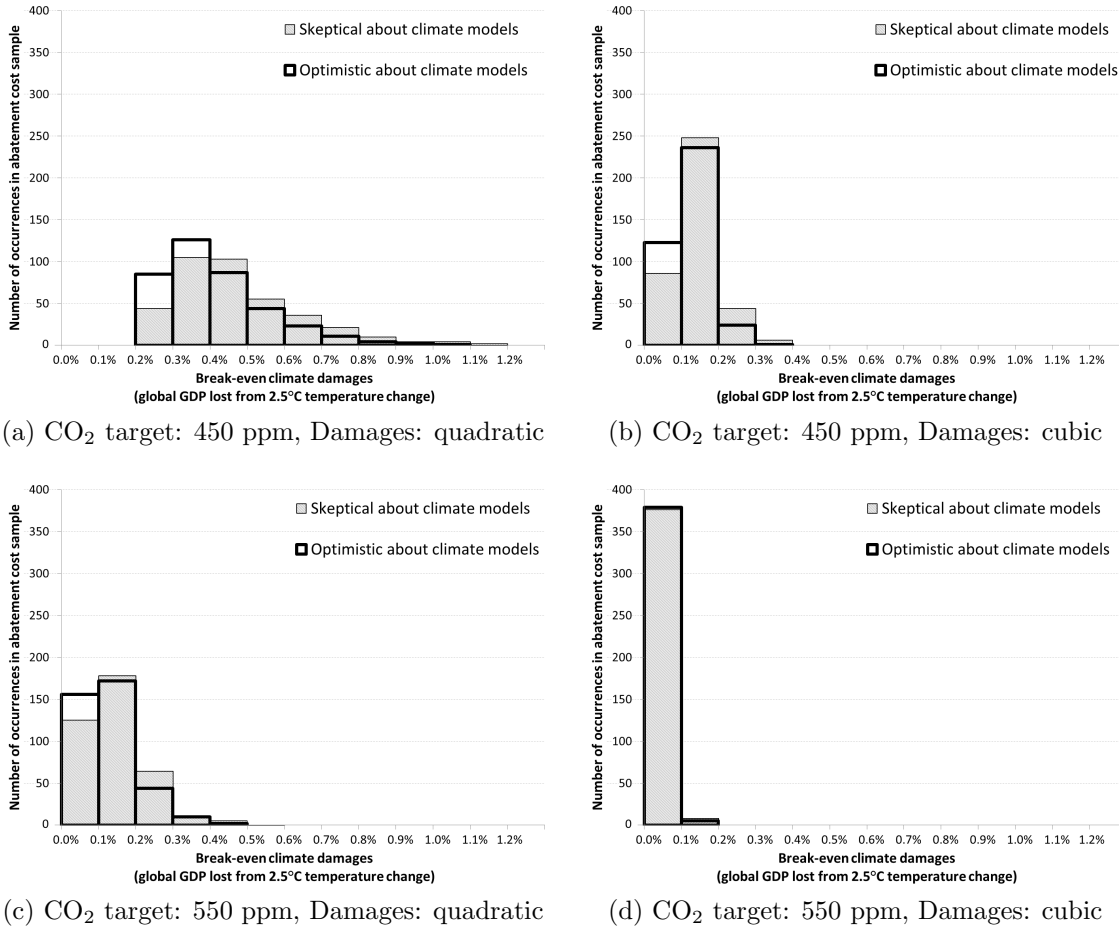 Number of occurrences in abatement cost sample
400
350
300
250
200
150
100
50
0
Skeptical about climate models
Optimistic about climate models
0.0% 0.1% 0.2% 0.3% 0.4% 0.5% 0.6% 0.7% 0.8% 0.9% 1.0% 1.1% 1.2%
Break-even climate damages
(global GDP lost from 2.5°C temperature change)
(a) CO₂ target: 450 ppm, Damages: quadratic
Number of occurrences in abatement cost sample
400
350
300
250
200
150
100
50
0
Skeptical about climate models
Optimistic about climate models
0.0% 0.1% 0.2% 0.3% 0.4% 0.5% 0.6% 0.7% 0.8% 0.9% 1.0% 1.1% 1.2%
Break-even climate damages
(global GDP lost from 2.5°C temperature change)
(b) CO₂ target: 450 ppm, Damages: cubic
Number of occurrences in abatement cost sample
400
350
300
250
200
150
100
50
0
Skeptical about climate models
Optimistic about climate models
0.0% 0.1% 0.2% 0.3% 0.4% 0.5% 0.6% 0.7% 0.8% 0.9% 1.0% 1.1% 1.2%
Break-even climate damages
(global GDP lost from 2.5°C temperature change)
(c) CO₂ target: 550 ppm, Damages: quadratic
Number of occurrences in abatement cost sample
400
350
300
250
200
150
100
50
0
Skeptical about climate models
Optimistic about climate models
0.0% 0.1% 0.2% 0.3% 0.4% 0.5% 0.6% 0.7% 0.8% 0.9% 1.0% 1.1% 1.2%
Break-even climate damages
(global GDP lost from 2.5°C temperature change)
(d) CO₂ target: 550 ppm, Damages: cubic